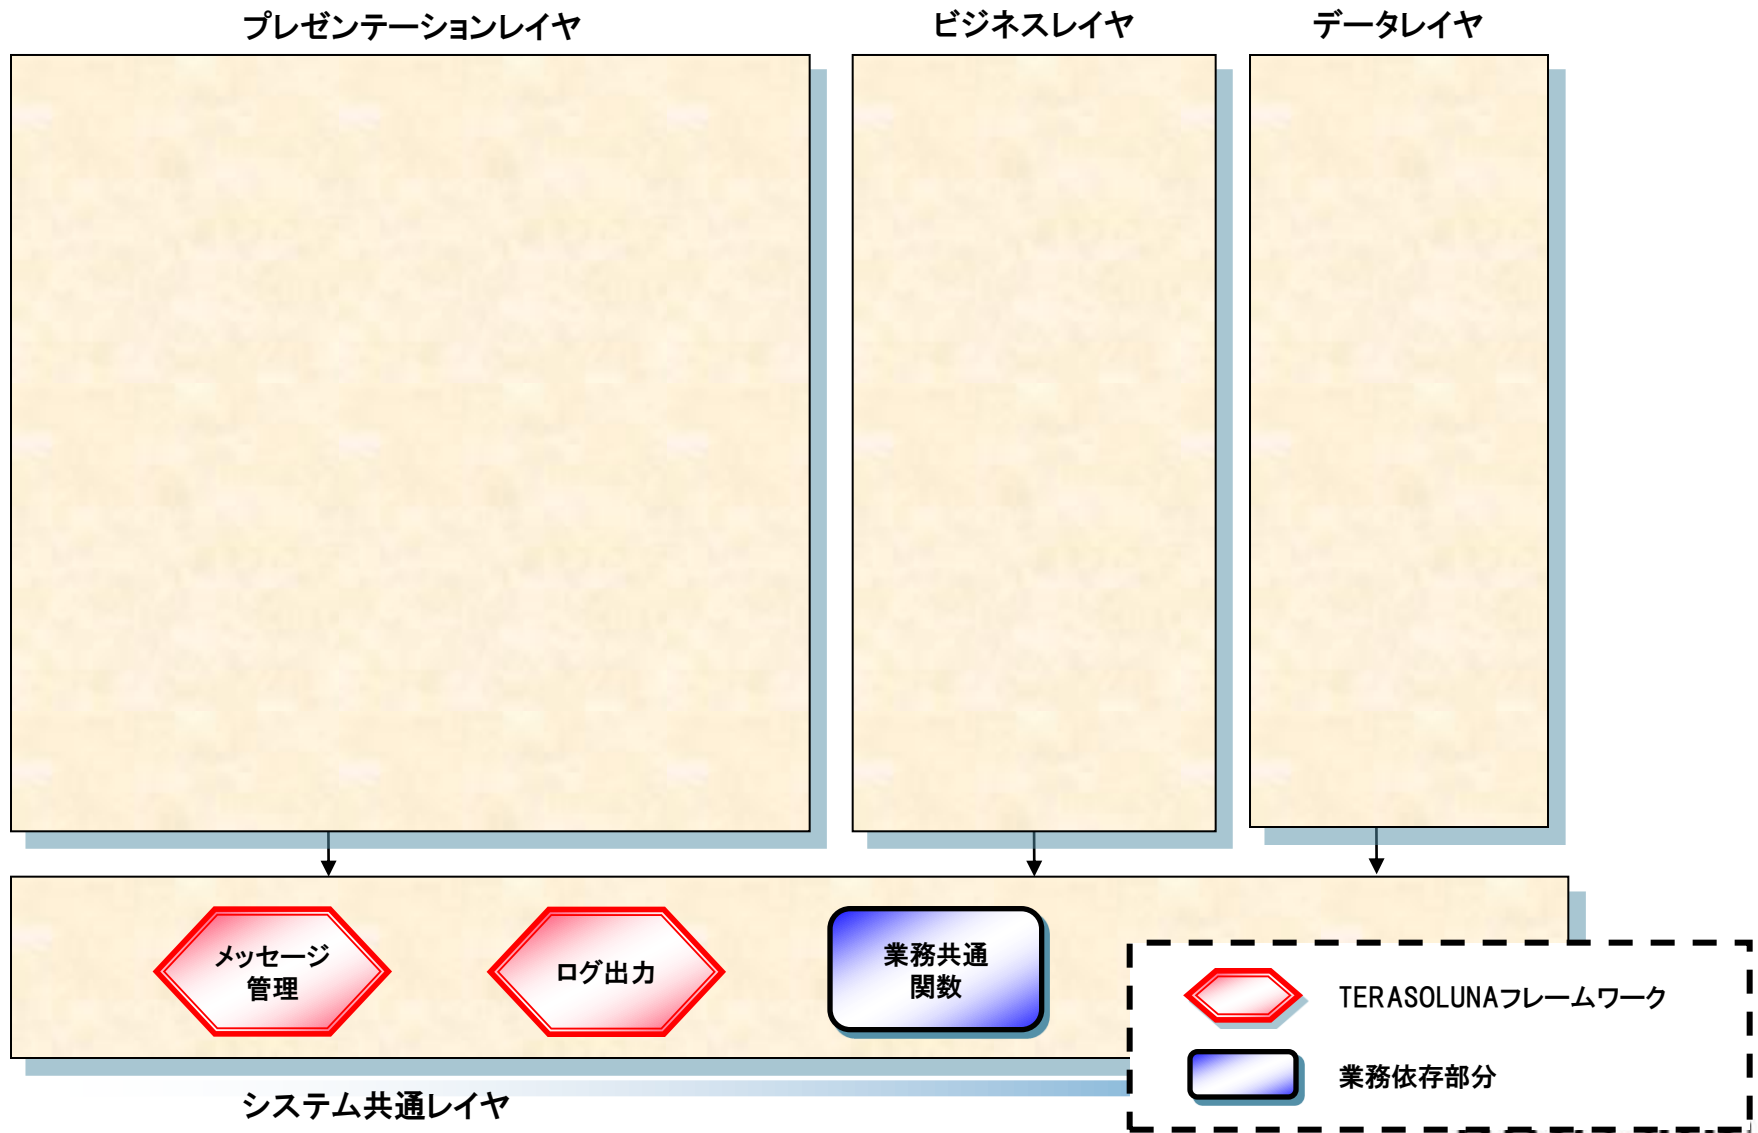 プレゼンテーションレイヤ
ビジネスレイヤ
データレイヤ
メッセージ
管理
ログ出力
業務共通
関数
TERASOLUNAフレームワーク
業務依存部分
システム共通レイヤ